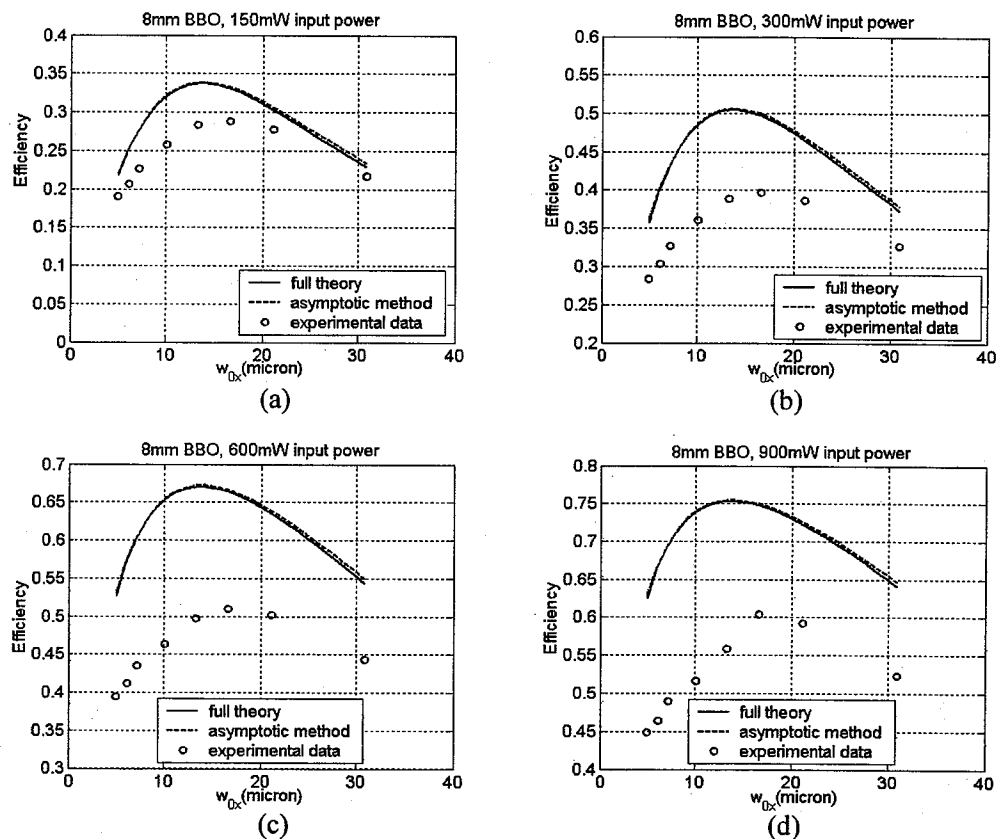 8mm BBO, 150mW input power
0.4
0.35
0.3
0.25
0.2
0.15
0.1
0.05
0
Efficiency
full theory
asymptotic method
experimental data
0 10 20 30 40
w0x(micron)
(a)
8mm BBO, 300mW input power
0.6
0.55
0.5
0.45
0.4
0.35
0.3
0.25
0.2
Efficiency
full theory
asymptotic method
experimental data
0 10 20 30 40
w0x(micron)
(b)
8mm BBO, 600mW input power
0.7
0.65
0.6
0.55
0.5
0.45
0.4
0.35
0.3
Efficiency
full theory
asymptotic method
experimental data
0 10 20 30 40
w0x(micron)
(c)
8mm BBO, 900mW input power
0.8
0.75
0.7
0.65
0.6
0.55
0.5
0.45
0.4
Efficiency
full theory
asymptotic method
experimental data
0 10 20 30 40
w0x(micron)
(d)